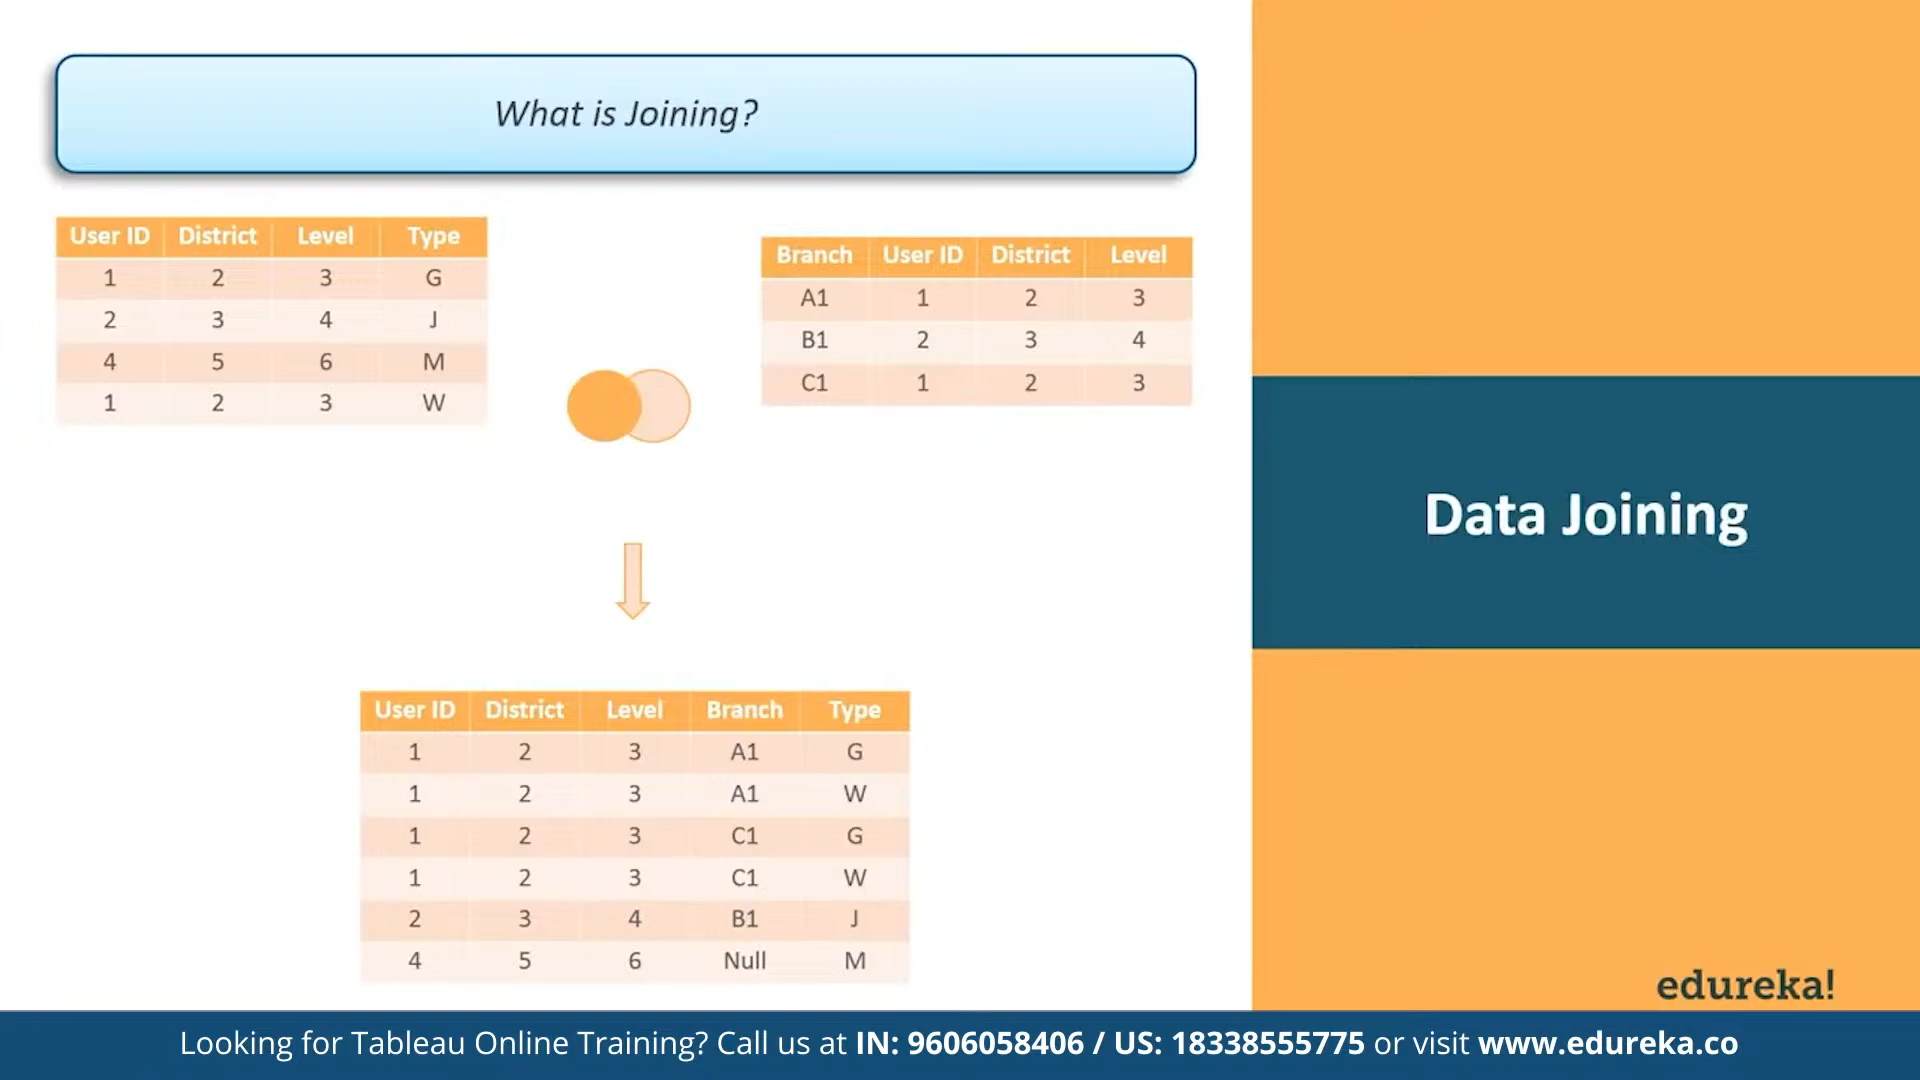 What is Joining?
User ID District Level Type
1 2 3 G
2 3 4 J
4 5 6 M
1 2 3 W
Branch User ID District Level
A1 1 2 3
B1 2 3 4
C1 1 2 3
User ID District Level Branch Type
1 2 3 A1 G
1 2 3 A1 W
1 2 3 C1 G
1 2 3 C1 W
2 3 4 B1 J
4 5 6 Null M
Data Joining
edureka!
Looking for Tableau Online Training? Call us at IN: 9606058406 / US: 18338555775 or visit www.edureka.co